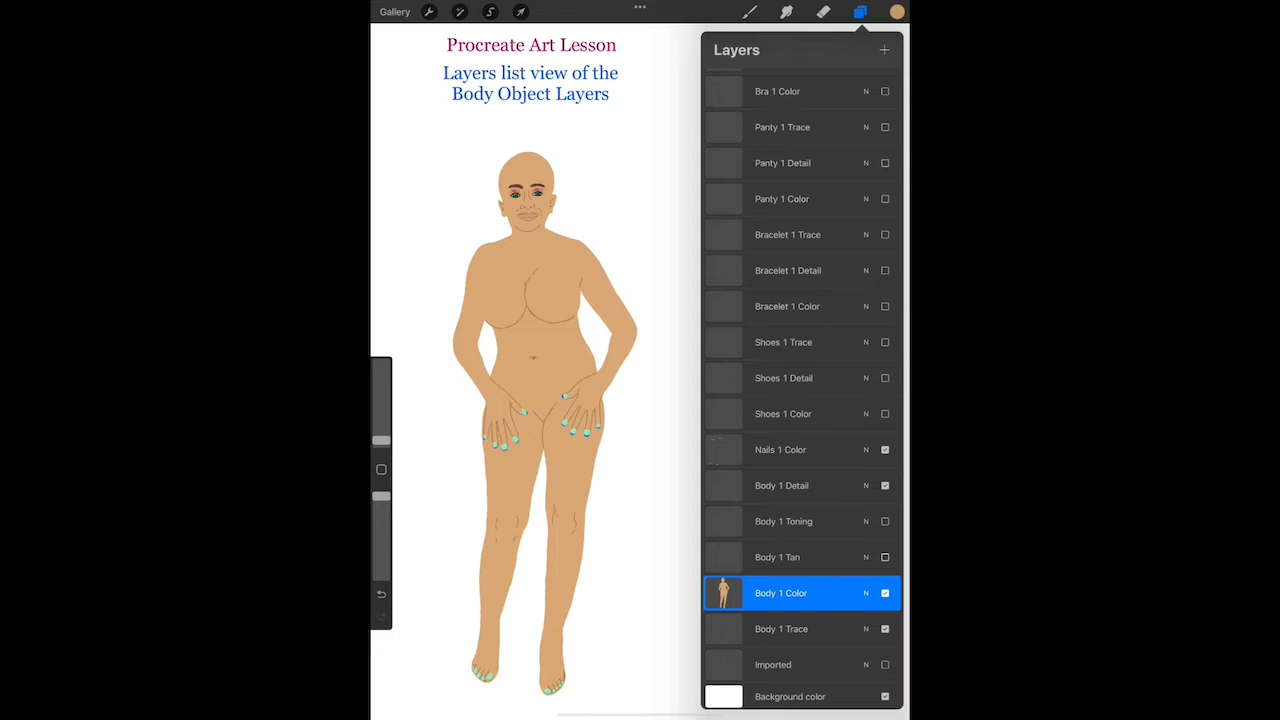 Gallery
Procreate Art Lesson
Layers list view of the
Body Object Layers
Layers
Bra 1 Color N
Panty 1 Trace N
Panty 1 Detail N
Panty 1 Color N
Bracelet 1 Trace N
Bracelet 1 Detail N
Bracelet 1 Color N
Shoes 1 Trace N
Shoes 1 Detail N
Shoes 1 Color N
Nails 1 Color N
Body 1 Detail N
Body 1 Toning N
Body 1 Tan N
Body 1 Color N
Body 1 Trace N
Imported N
Background color